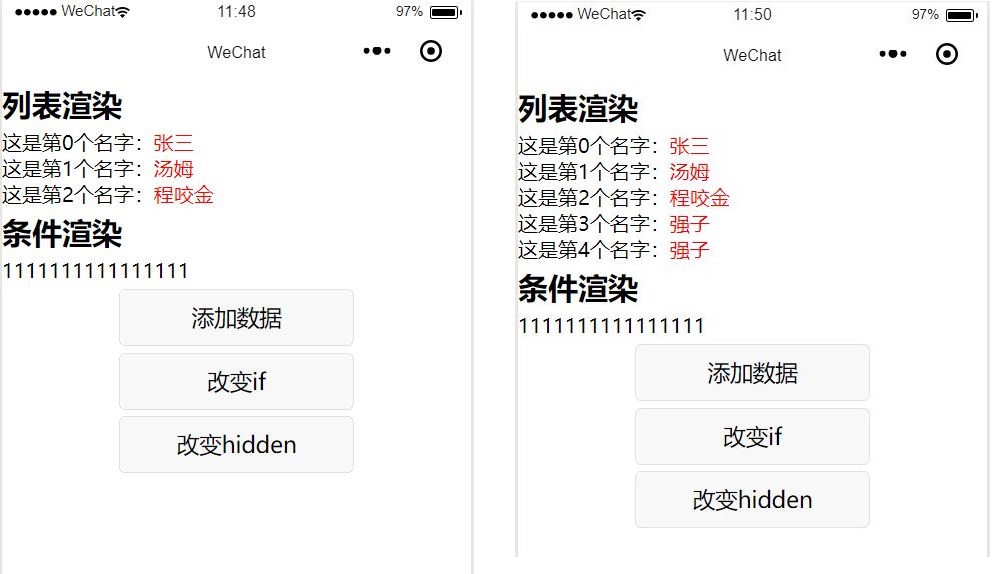 WeChat 11:48 97%
WeChat
列表渲染
这是第0个名字：张三
这是第1个名字：汤姆
这是第2个名字：程咬金
条件渲染
1111111111111111
添加数据
改变if
改变hidden
WeChat 11:50 97%
WeChat
列表渲染
这是第0个名字：张三
这是第1个名字：汤姆
这是第2个名字：程咬金
这是第3个名字：强子
这是第4个名字：强子
条件渲染
1111111111111111
添加数据
改变if
改变hidden